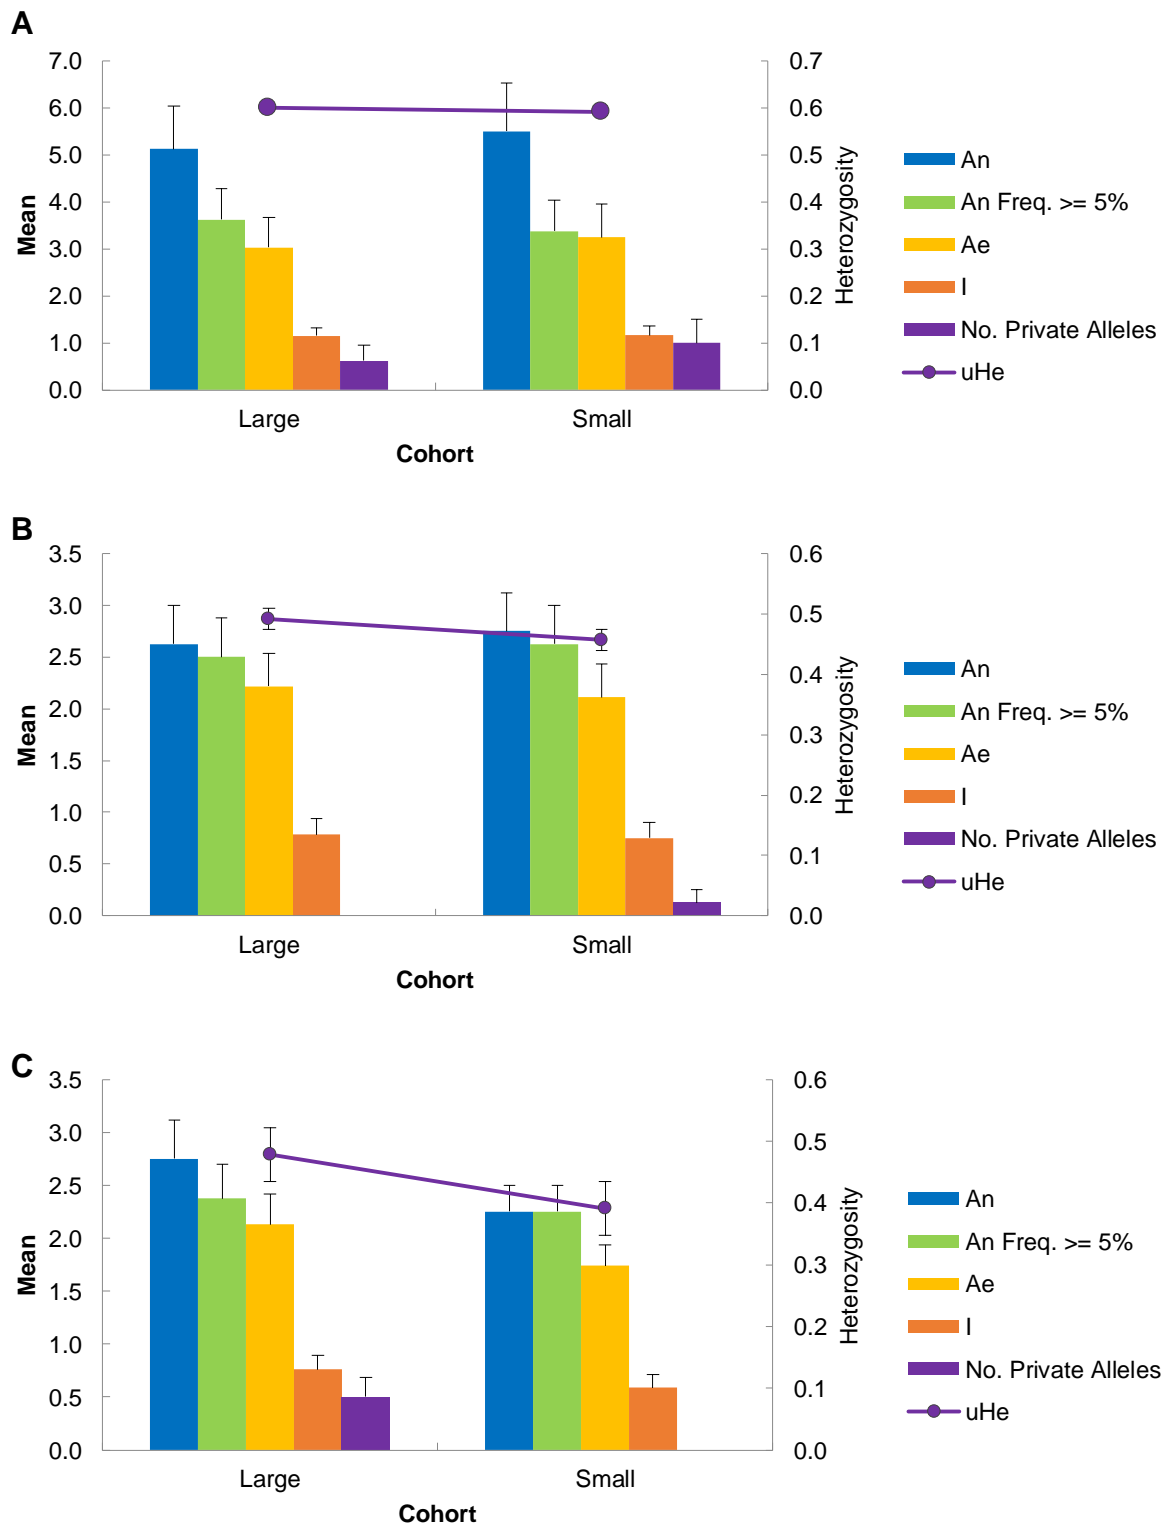 A
7.0
6.0
5.0
4.0
3.0
2.0
1.0
0.0
Mean
0.7
0.6
0.5
0.4
0.3
0.2
0.1
0.0
Heterozygosity
Large
Small
Cohort
An
An Freq. >= 5%
Ae
I
No. Private Alleles
uHe
B
3.5
3.0
2.5
2.0
1.5
1.0
0.5
0.0
Mean
0.6
0.5
0.4
0.3
0.2
0.1
0.0
Heterozygosity
Large
Small
Cohort
An
An Freq. >= 5%
Ae
I
No. Private Alleles
uHe
C
3.5
3.0
2.5
2.0
1.5
1.0
0.5
0.0
Mean
0.6
0.5
0.4
0.3
0.2
0.1
0.0
Heterozygosity
Large
Small
Cohort
An
An Freq. >= 5%
Ae
I
No. Private Alleles
uHe